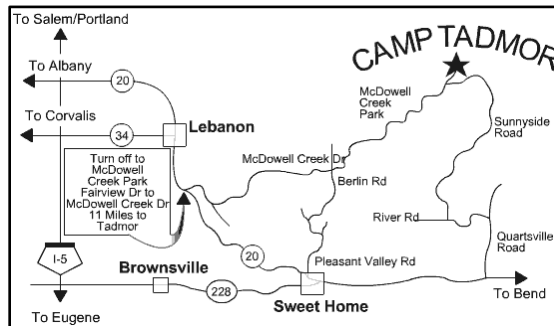 To Salem/Portland
CAMP TADMOR
To Albany
20
McDowell
Creek
Park
To Corvalis
34
Lebanon
Sunnyside
Road
Turn off to
McDowell
Creek Park
Fairview Dr to
McDowell Creek Dr
11 Miles to
Tadmor
McDowell Creek Dr
Berlin Rd
River Rd
Quartsville
Road
I-5
Brownsville
20
Pleasant Valley Rd
228
Sweet Home
To Bend
To Eugene